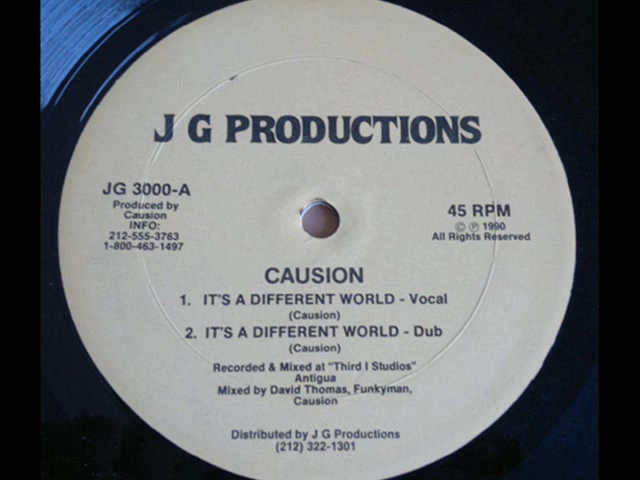 J G PRODUCTIONS
JG 3000-A
Produced by
Causion
INFO:
212-555-3763
1-800-463-1497
45 RPM
© ℗ 1990
All Rights Reserved
CAUSION
1. IT'S A DIFFERENT WORLD - Vocal
(Causion)
2. IT'S A DIFFERENT WORLD - Dub
(Causion)
Recorded & Mixed at "Third I Studios"
Antigua
Mixed by David Thomas, Funkyman,
Causion
Distributed by J G Productions
(212) 322-1301